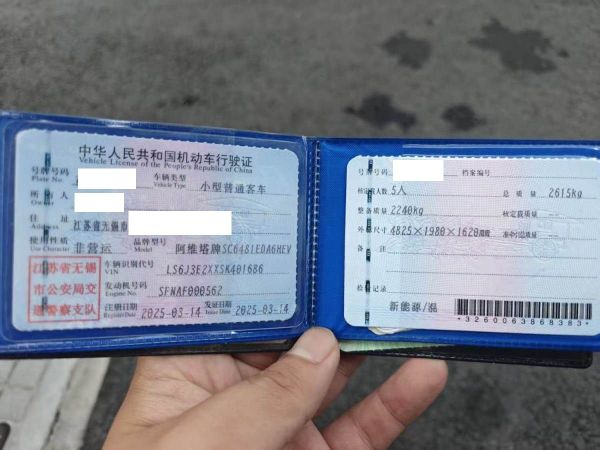 中华人民共和国机动车行驶证
Vehicle License of the People's Republic of China
号牌号码 Plate No. 车辆类型 Vehicle Type 小型普通客车
所有人 Owner
住址 Address 江苏省无锡市
使用性质 Use Character 非营运 品牌型号 Model 阿维塔牌SC6481EDA6HEV
江苏省无锡市公安局交通警察支队
车辆识别代号 VIN LS6J3E2XXSK401686
发动机号码 Engine No. SFNAF000562
注册日期 Register Date 2025-03-14 发证日期 Issue Date 2025-03-14
号牌号码 档案编号
核定载人数 5人 总质量 2615kg
整备质量 2240kg 核定载质量 --
外廓尺寸 4825×1980×1620mm 准牵引总质量 --
备注
检验记录
*3260063868383*